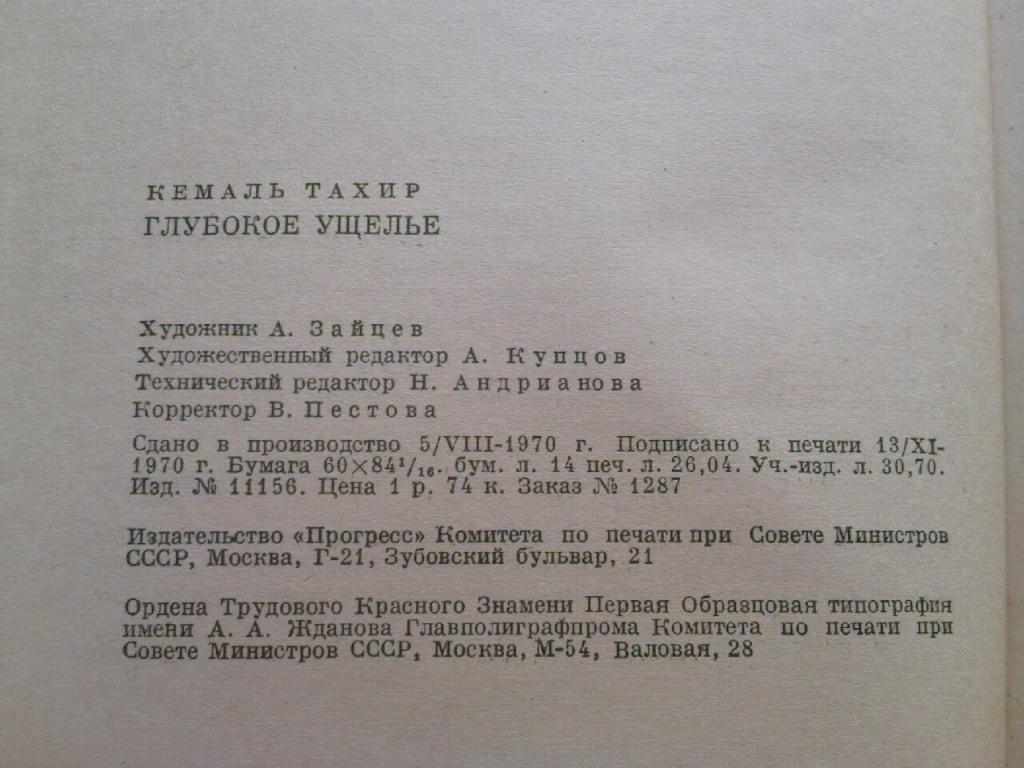 КЕМАЛЬ ТАХИР
ГЛУБОКОЕ УЩЕЛЬЕ
Художник А. Зайцев
Художественный редактор А. Купцов
Технический редактор Н. Андрианова
Корректор В. Пестова
Сдано в производство 5/VIII-1970 г. Подписано к печати 13/XI-
1970 г. Бумага 60×84¹/₁₆. бум. л. 14 печ. л. 26,04. Уч.-изд. л. 30,70.
Изд. № 11156. Цена 1 р. 74 к. Заказ № 1287
Издательство «Прогресс» Комитета по печати при Совете Министров
СССР, Москва, Г-21, Зубовский бульвар, 21
Ордена Трудового Красного Знамени Первая Образцовая типография
имени А. А. Жданова Главполиграфпрома Комитета по печати при
Совете Министров СССР, Москва, М-54, Валовая, 28